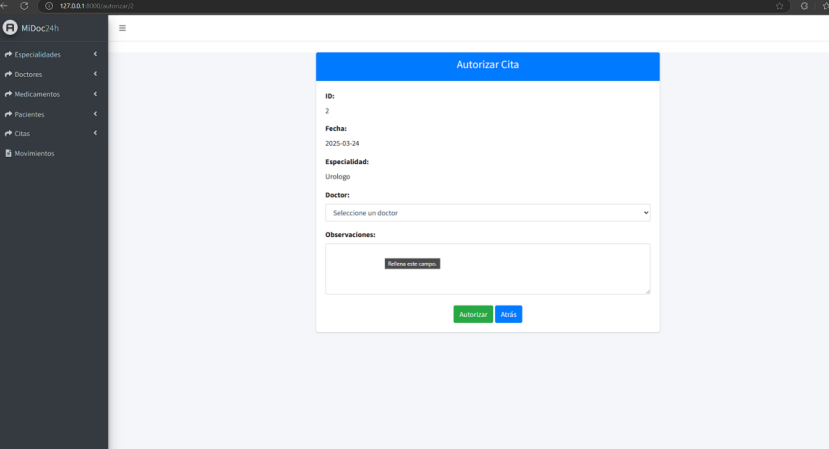 127.0.0.1:8000/autorizar/2
MiDoc24h
Especialidades
Doctores
Medicamentos
Pacientes
Citas
Movimientos
Autorizar Cita
ID:
2
Fecha:
2025-03-24
Especialidad:
Urologo
Doctor:
Seleccione un doctor
Observaciones:
Rellena este campo.
Autorizar Atrás